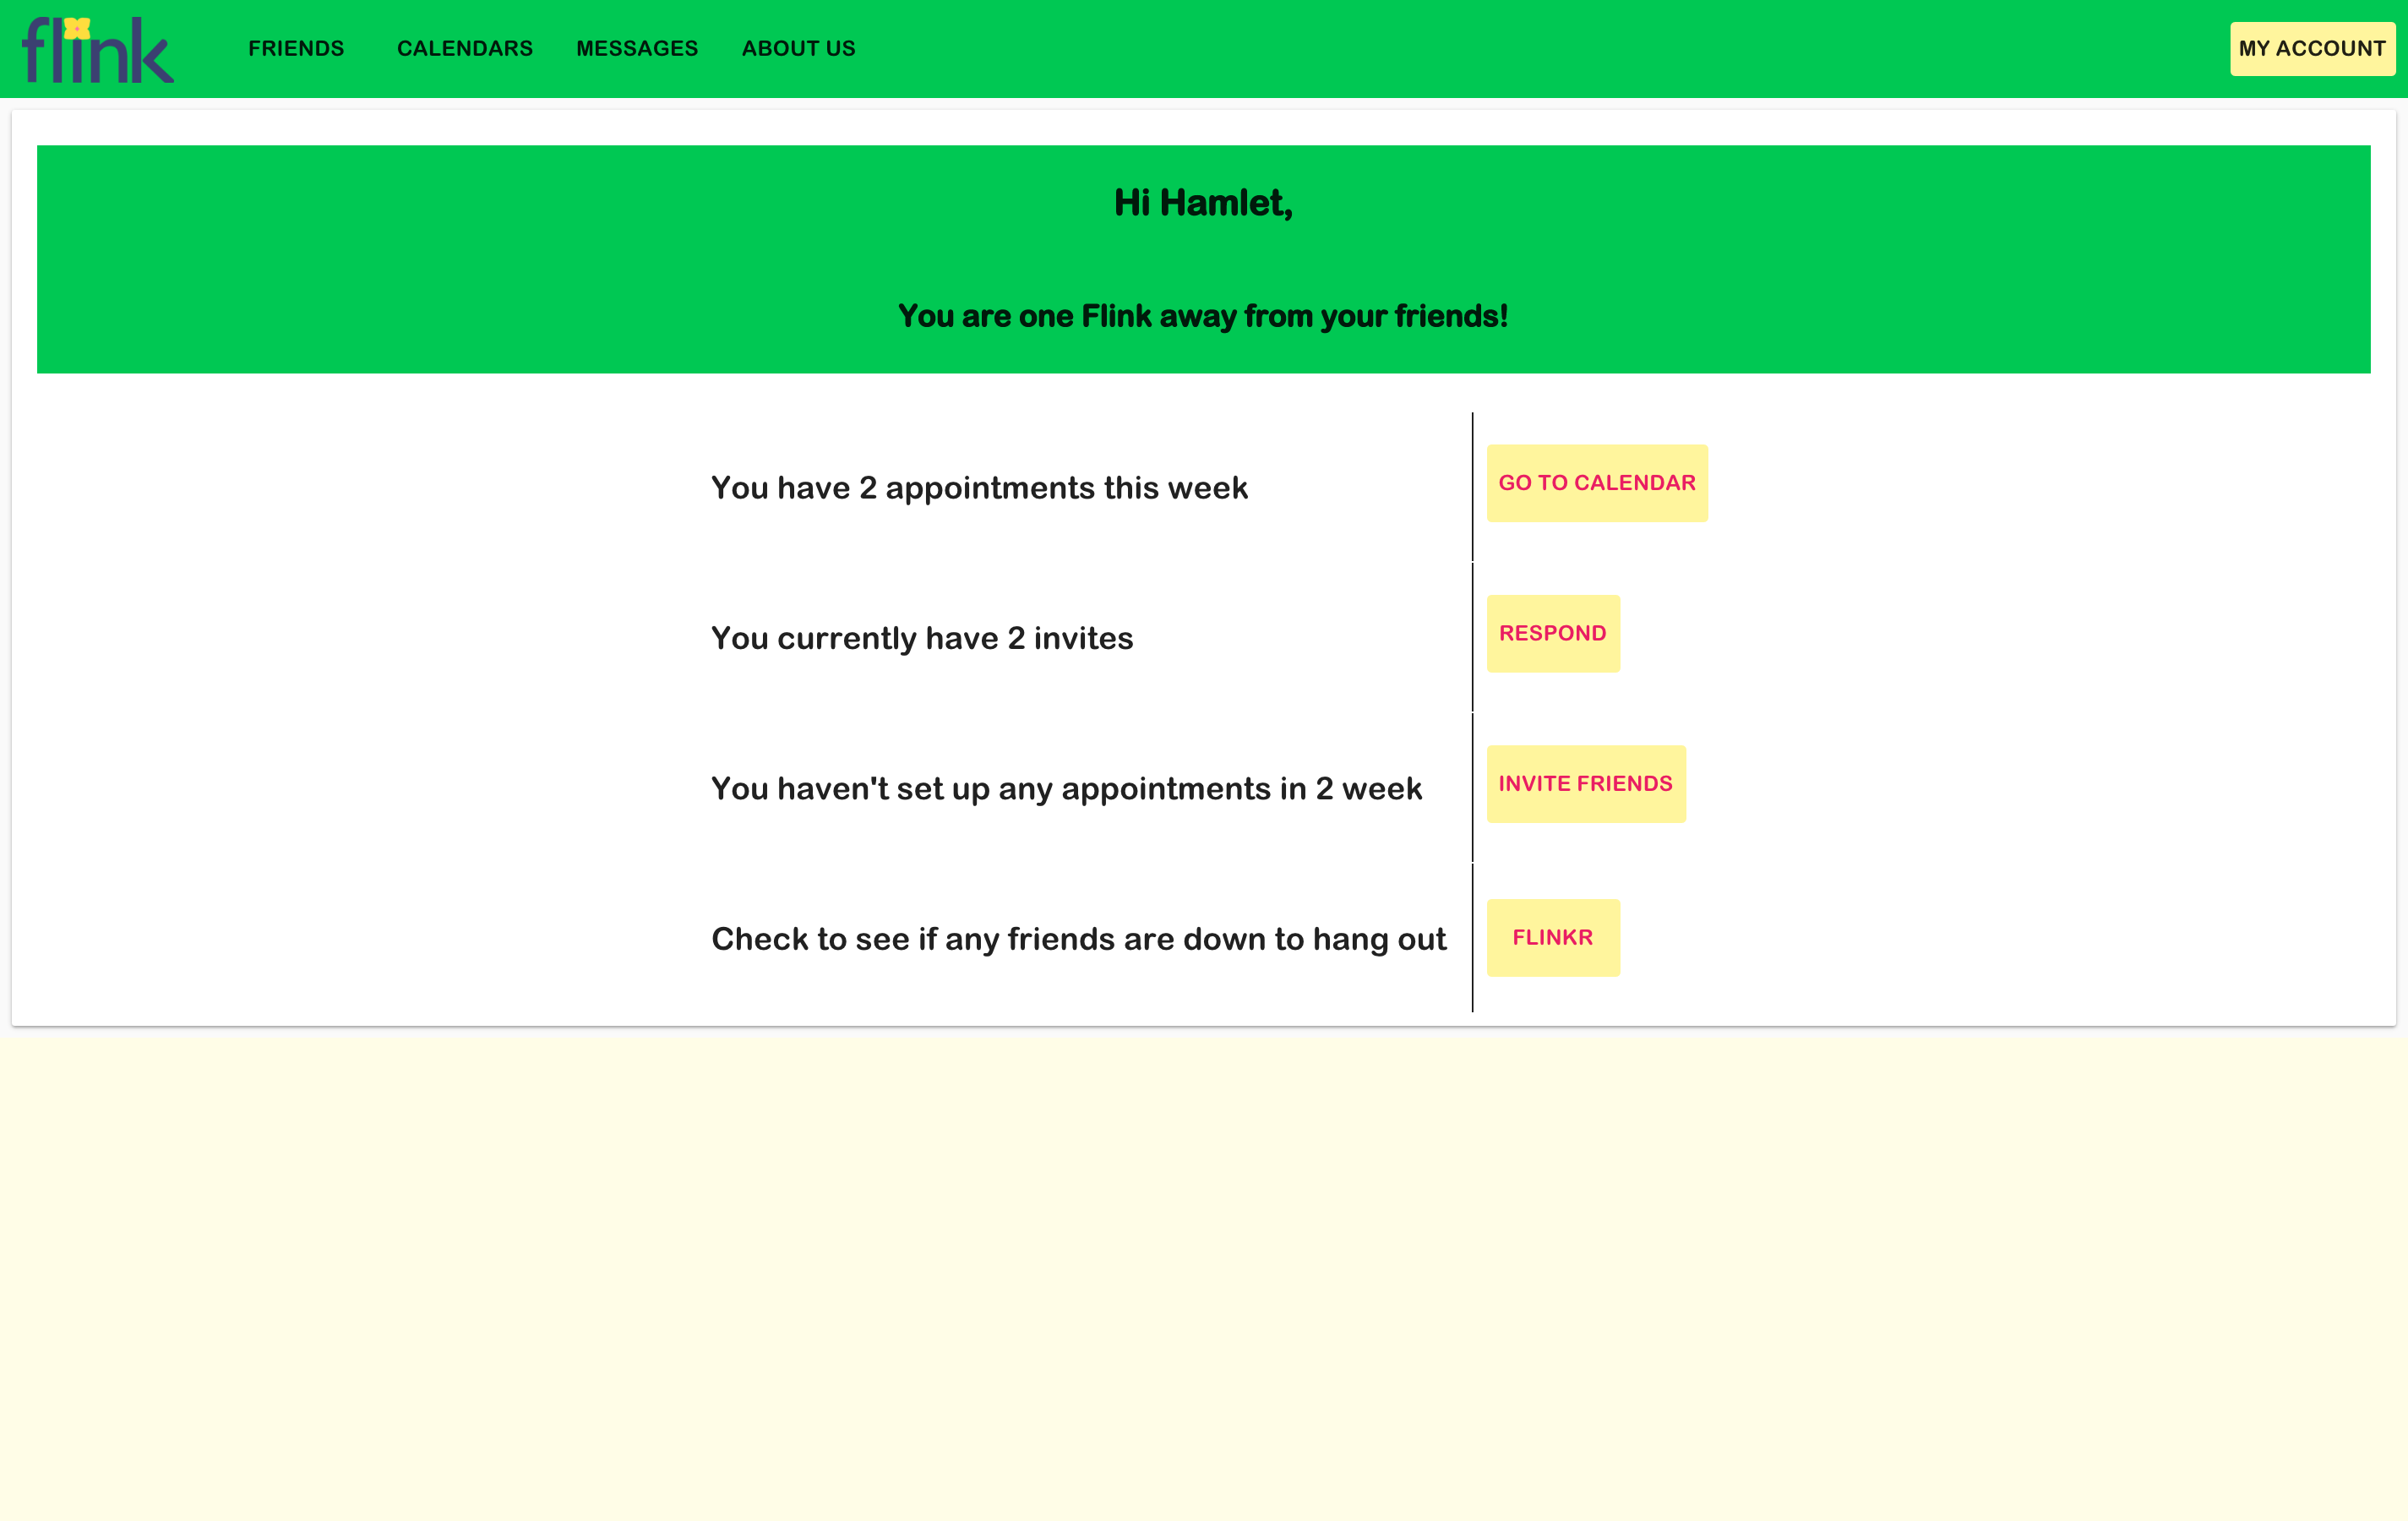 flink
FRIENDS CALENDARS MESSAGES ABOUT US MY ACCOUNT
Hi Hamlet,
You are one Flink away from your friends!
You have 2 appointments this week
GO TO CALENDAR
You currently have 2 invites
RESPOND
You haven't set up any appointments in 2 week
INVITE FRIENDS
Check to see if any friends are down to hang out
FLINKR